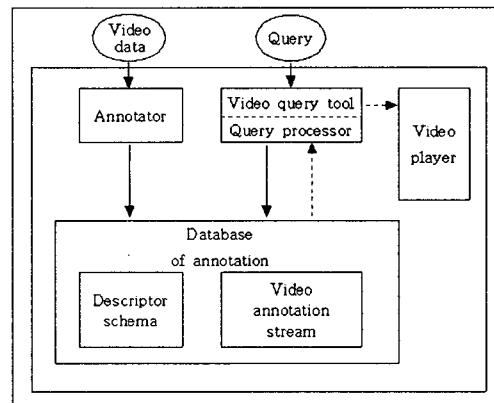 Video
data
Query
Annotator
Video query tool
Query processor
Video
player
Database
of annotation
Descriptor
schema
Video
annotation
stream